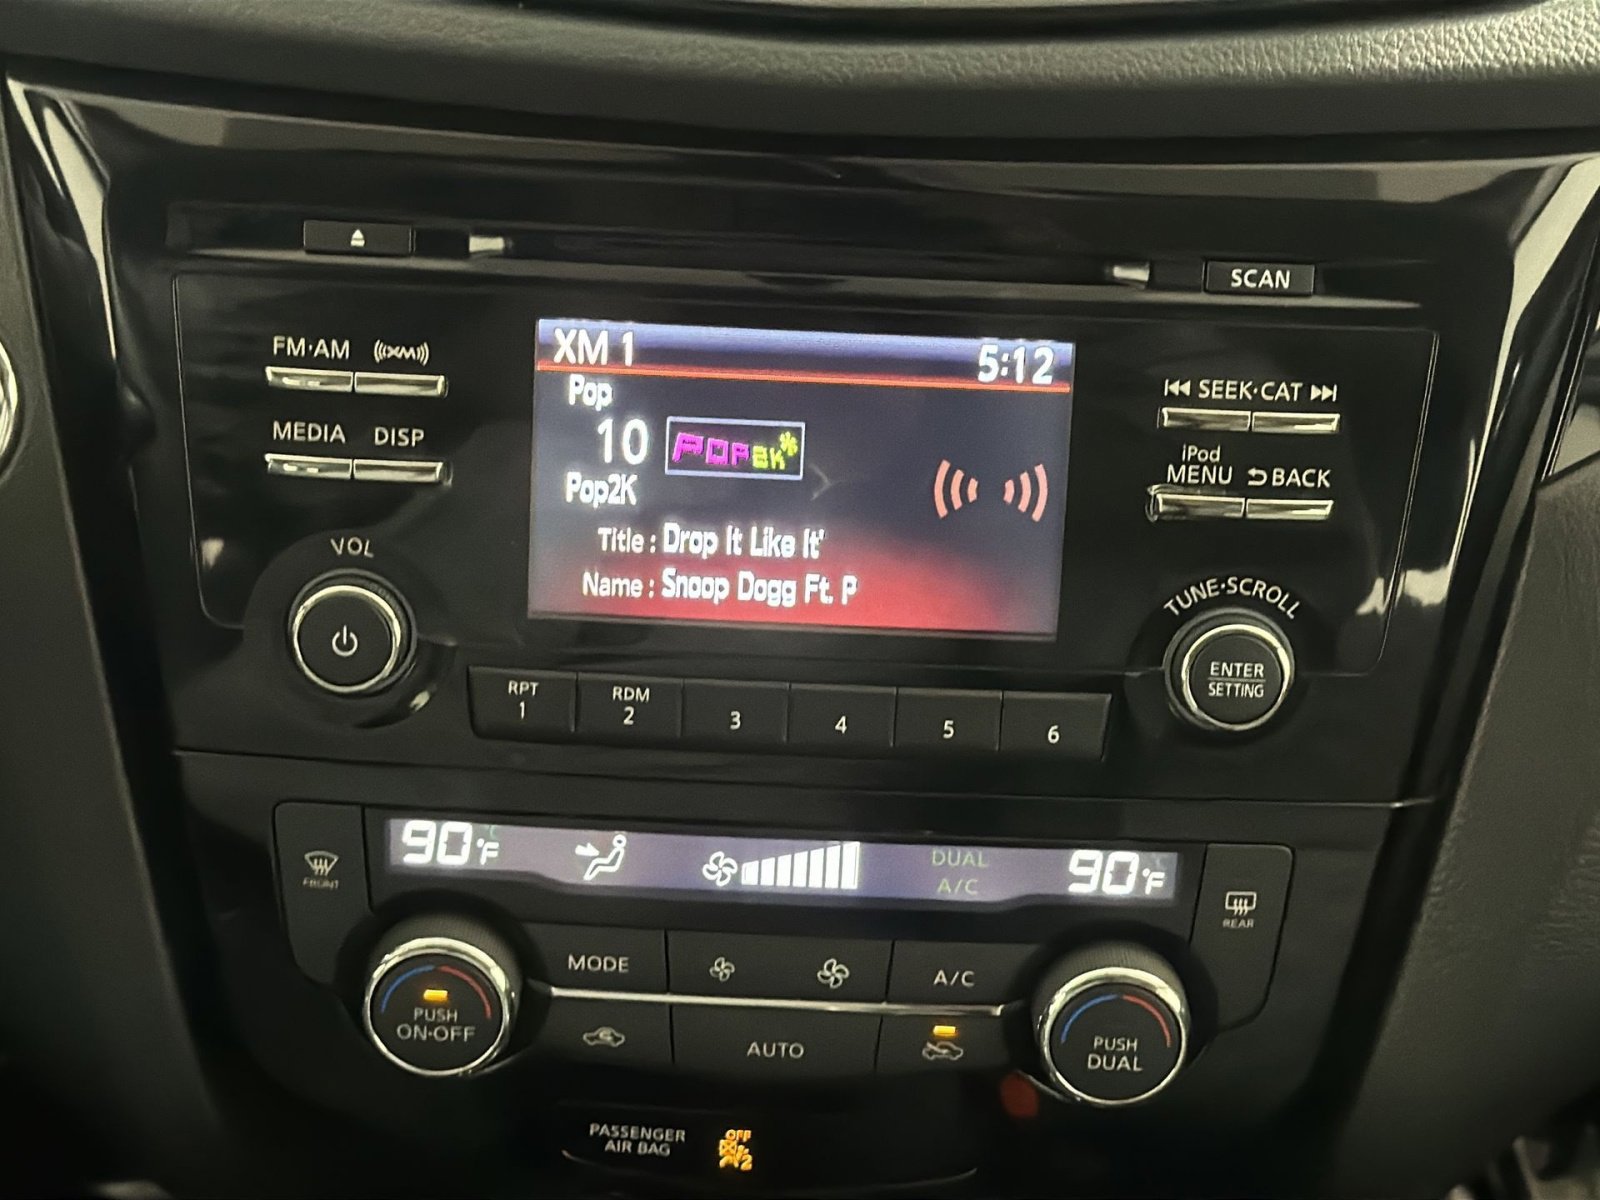 SCAN
FM·AM
XM
MEDIA
DISP
VOL
XM 1
5:12
Pop
10
POP2K
Pop2K
Title : Drop It Like It'
Name : Snoop Dogg Ft. P
SEEK·CAT
iPod
MENU
BACK
TUNE·SCROLL
ENTER
SETTING
RPT
1
RDM
2
3
4
5
6
FRONT
90°F
DUAL
A/C
90°F
REAR
MODE
A/C
PUSH
ON·OFF
AUTO
PUSH
DUAL
PASSENGER
AIR BAG
OFF
2